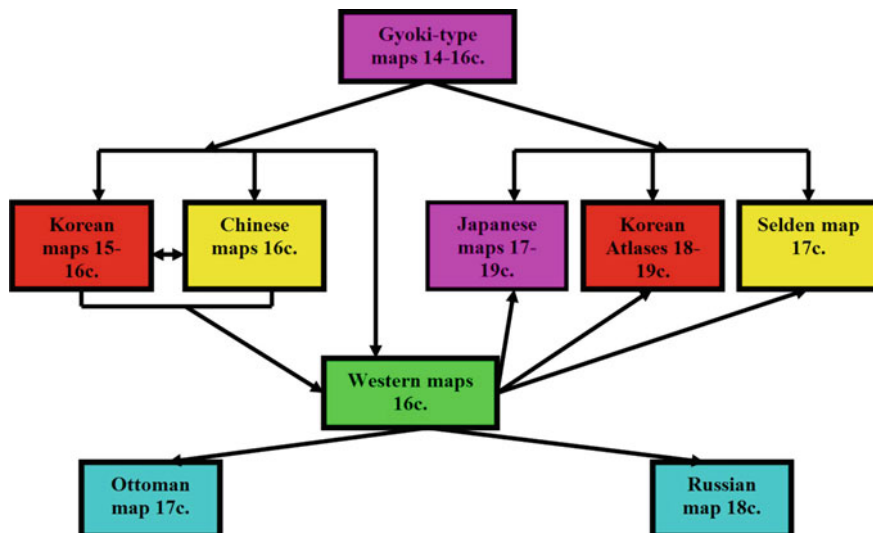 Gyoki-type
maps 14-16c.
Korean
maps 15-
16c.
Chinese
maps 16c.
Japanese
maps 17-
19c.
Korean
Atlases 18-
19c.
Selden map
17c.
Western maps
16c.
Ottoman
map 17c.
Russian
map 18c.